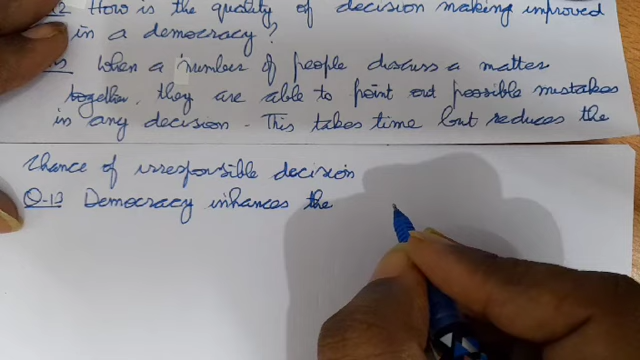 2 How is the quality of decision making improved
in a democracy?
When a number of people discuss a matter
together, they are able to point out possible mistakes
in any decision. This takes time but reduces the
chance of irresponsible decision
Q-13 Democracy inhances the